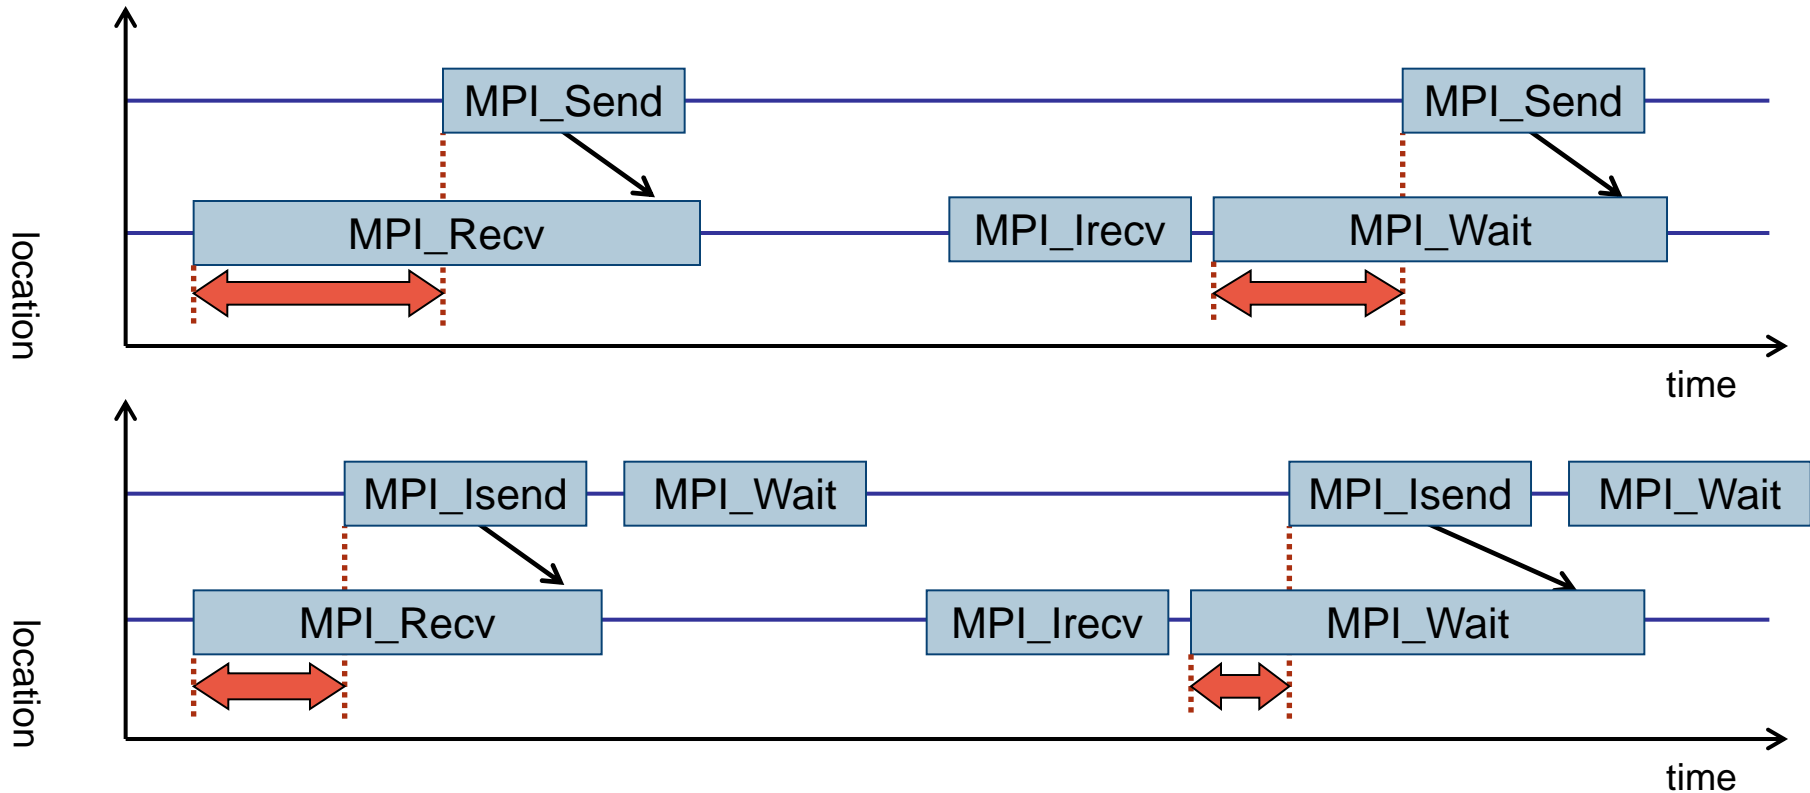 MPI_Send
MPI_Send
MPI_Recv
MPI_Irecv
MPI_Wait
location
time
MPI_Isend
MPI_Wait
MPI_Isend
MPI_Wait
MPI_Recv
MPI_Irecv
MPI_Wait
location
time